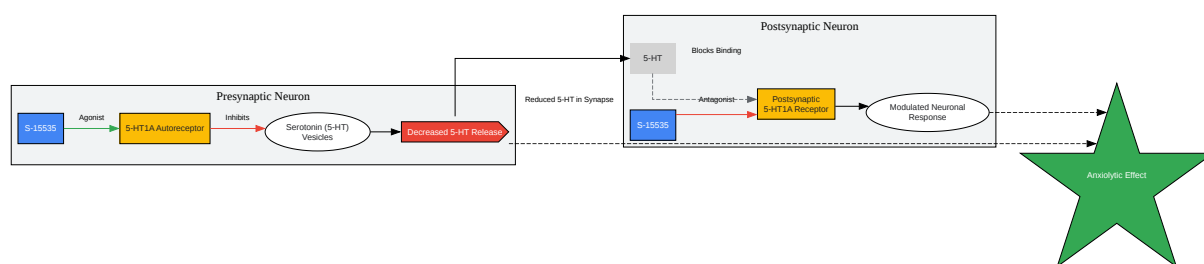 Presynaptic Neuron
S-15535
Agonist
5-HT1A Autoreceptor
Inhibits
Serotonin (5-HT)
Vesicles
Decreased 5-HT Release
Reduced 5-HT in Synapse
Postsynaptic Neuron
5-HT
Blocks Binding
S-15535
Antagonist
Postsynaptic
5-HT1A Receptor
Modulated Neuronal
Response
Anxiolytic Effect